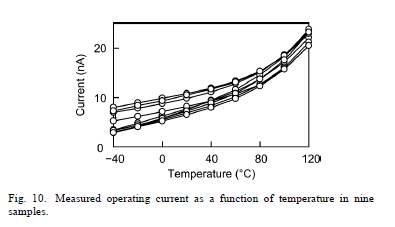 20
10
0
Current (nA)
−40 0 40 80 120
Temperature (°C)
Fig. 10. Measured operating current as a function of temperature in nine
samples.